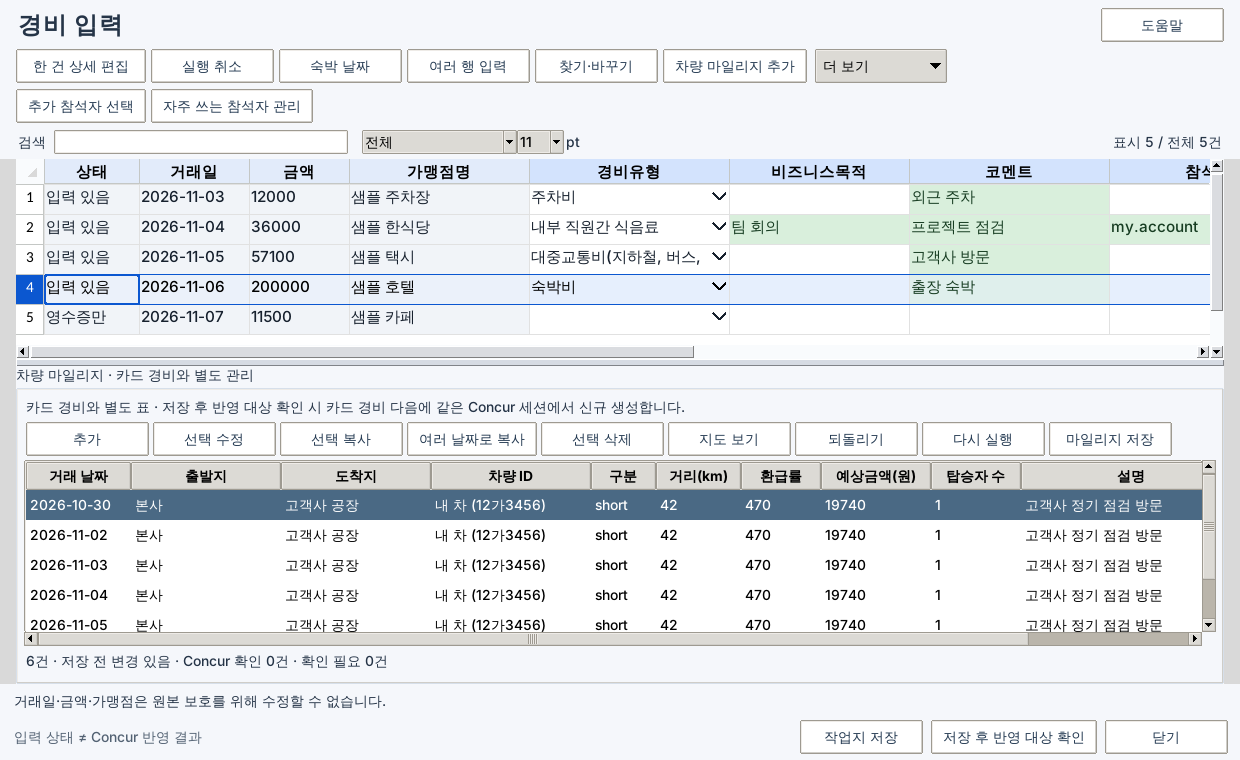 경비 입력
도움말
한 건 상세 편집 실행 취소 숙박 날짜 여러 행 입력 찾기·바꾸기 차량 마일리지 추가 더 보기
추가 참석자 선택 자주 쓰는 참석자 관리
검색 전체 11 pt 표시 5 / 전체 5건
상태 거래일 금액 가맹점명 경비유형 비즈니스목적 코멘트
1 입력 있음 2026-11-03 12000 샘플 주차장 주차비 외근 주차
2 입력 있음 2026-11-04 36000 샘플 한식당 내부 직원간 식음료 팀 회의 프로젝트 점검 my.account
3 입력 있음 2026-11-05 57100 샘플 택시 대중교통비(지하철, 버스, 고객사 방문
4 입력 있음 2026-11-06 200000 샘플 호텔 숙박비 출장 숙박
5 영수증만 2026-11-07 11500 샘플 카페
차량 마일리지 · 카드 경비와 별도 관리
카드 경비와 별도 표 · 저장 후 반영 대상 확인 시 카드 경비 다음에 같은 Concur 세션에서 신규 생성합니다.
추가 선택 수정 선택 복사 여러 날짜로 복사 선택 삭제 지도 보기 되돌리기 다시 실행 마일리지 저장
거래 날짜 출발지 도착지 차량 ID 구분 거리(km) 환급률 예상금액(원) 탑승자 수 설명
2026-10-30 본사 고객사 공장 내 차 (12가3456) short 42 470 19740 1 고객사 정기 점검 방문
2026-11-02 본사 고객사 공장 내 차 (12가3456) short 42 470 19740 1 고객사 정기 점검 방문
2026-11-03 본사 고객사 공장 내 차 (12가3456) short 42 470 19740 1 고객사 정기 점검 방문
2026-11-04 본사 고객사 공장 내 차 (12가3456) short 42 470 19740 1 고객사 정기 점검 방문
2026-11-05 본사 고객사 공장 내 차 (12가3456) short 42 470 19740 1 고객사 정기 점검 방문
6건 · 저장 전 변경 있음 · Concur 확인 0건 · 확인 필요 0건
거래일·금액·가맹점은 원본 보호를 위해 수정할 수 없습니다.
입력 상태 ≠ Concur 반영 결과 작업지 저장 저장 후 반영 대상 확인 닫기